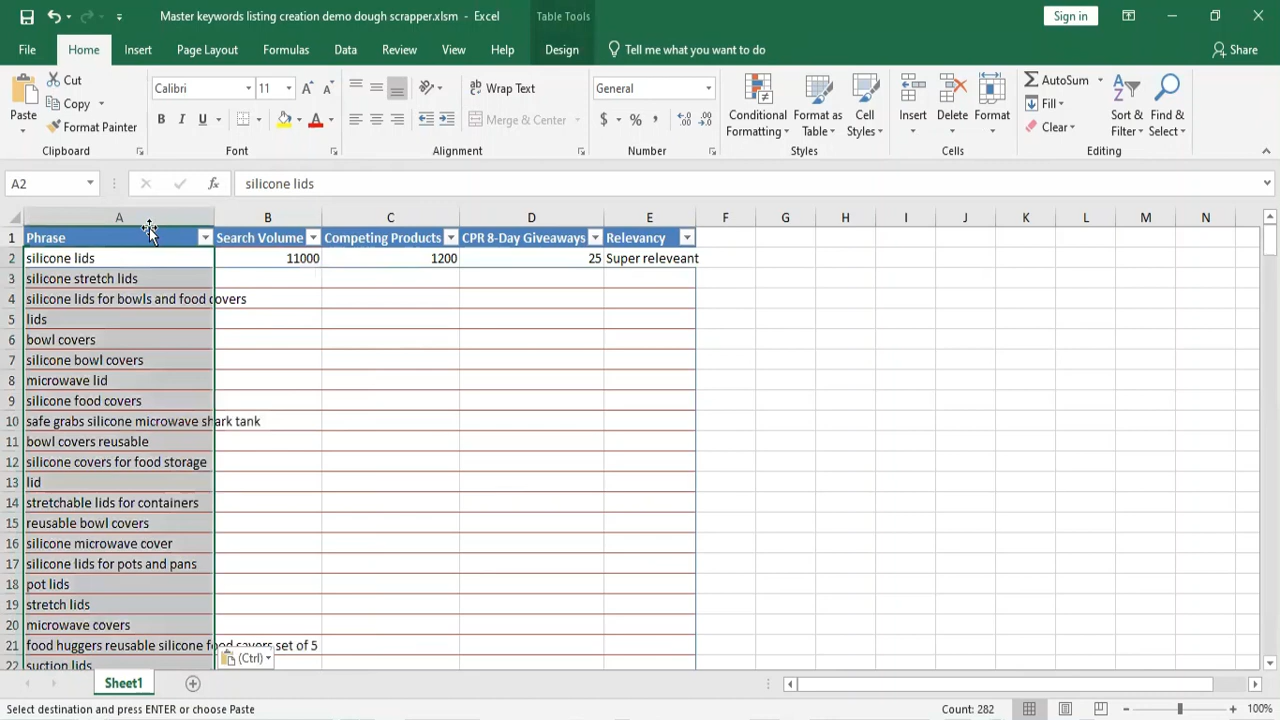 Master keywords listing creation demo dough scrapper.xlsm - Excel
Table Tools
Sign in
File Home Insert Page Layout Formulas Data Review View Help Design Tell me what you want to do Share
Paste
Cut
Copy
Format Painter
Clipboard
Calibri 11
B I U
Font
Wrap Text
Merge & Center
Alignment
General
$ % ,
Number
Conditional Formatting
Format as Table
Cell Styles
Styles
Insert Delete Format
Cells
AutoSum
Fill
Clear
Sort & Filter
Find & Select
Editing
A2 fx silicone lids
A B C D E F G H I J K L M N
1 Phrase Search Volume Competing Products CPR 8-Day Giveaways Relevancy
2 silicone lids 11000 1200 25 Super releveant
3 silicone stretch lids
4 silicone lids for bowls and food covers
5 lids
6 bowl covers
7 silicone bowl covers
8 microwave lid
9 silicone food covers
10 safe grabs silicone microwave shark tank
11 bowl covers reusable
12 silicone covers for food storage
13 lid
14 stretchable lids for containers
15 reusable bowl covers
16 silicone microwave cover
17 silicone lids for pots and pans
18 pot lids
19 stretch lids
20 microwave covers
21 food huggers reusable silicone food savers set of 5
22 suction lids
(Ctrl)
Sheet1
Select destination and press ENTER or choose Paste
Count: 282
100%